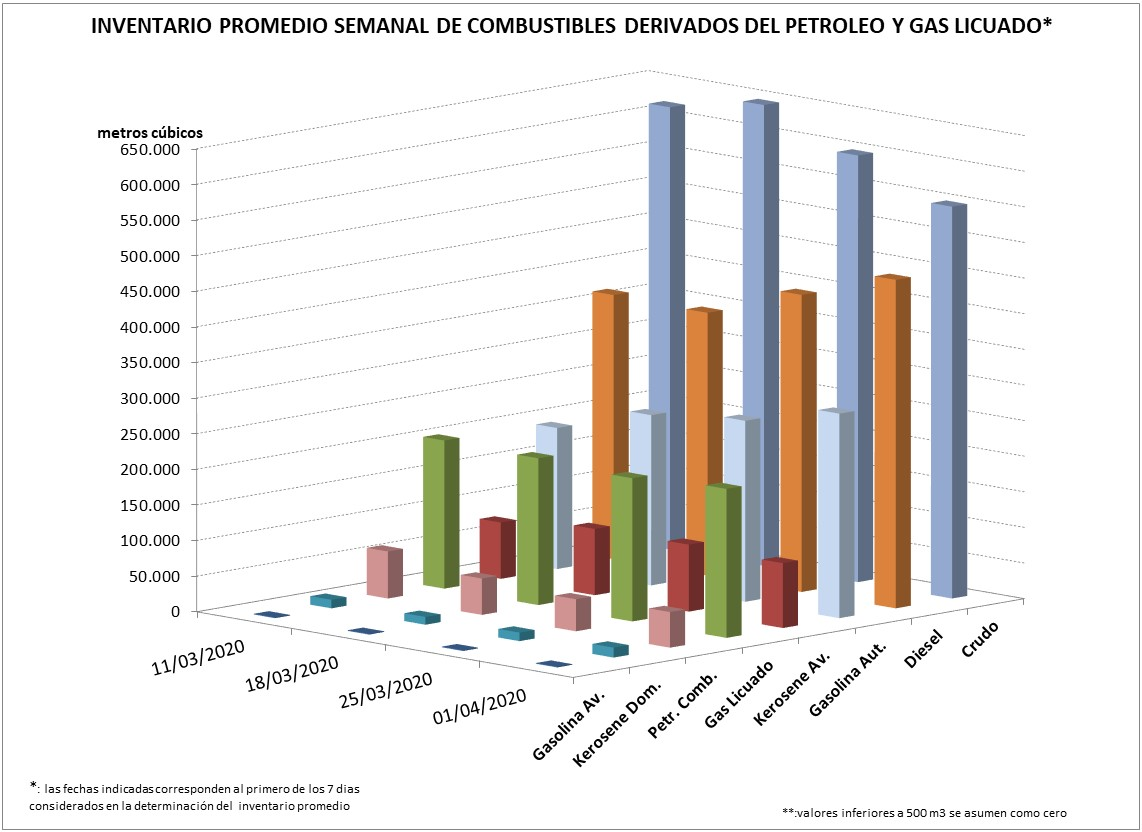 INVENTARIO PROMEDIO SEMANAL DE COMBUSTIBLES DERIVADOS DEL PETROLEO Y GAS LICUADO*
metros cúbicos
650.000
600.000
550.000
500.000
450.000
400.000
350.000
300.000
250.000
200.000
150.000
100.000
50.000
0
11/03/2020
18/03/2020
25/03/2020
01/04/2020
Gasolina Av.
Kerosene Dom.
Petr. Comb.
Gas Licuado
Kerosene Av.
Gasolina Aut.
Diesel
Crudo
*: las fechas indicadas corresponden al primero de los 7 dias
considerados en la determinación del inventario promedio
**:valores inferiores a 500 m3 se asumen como cero